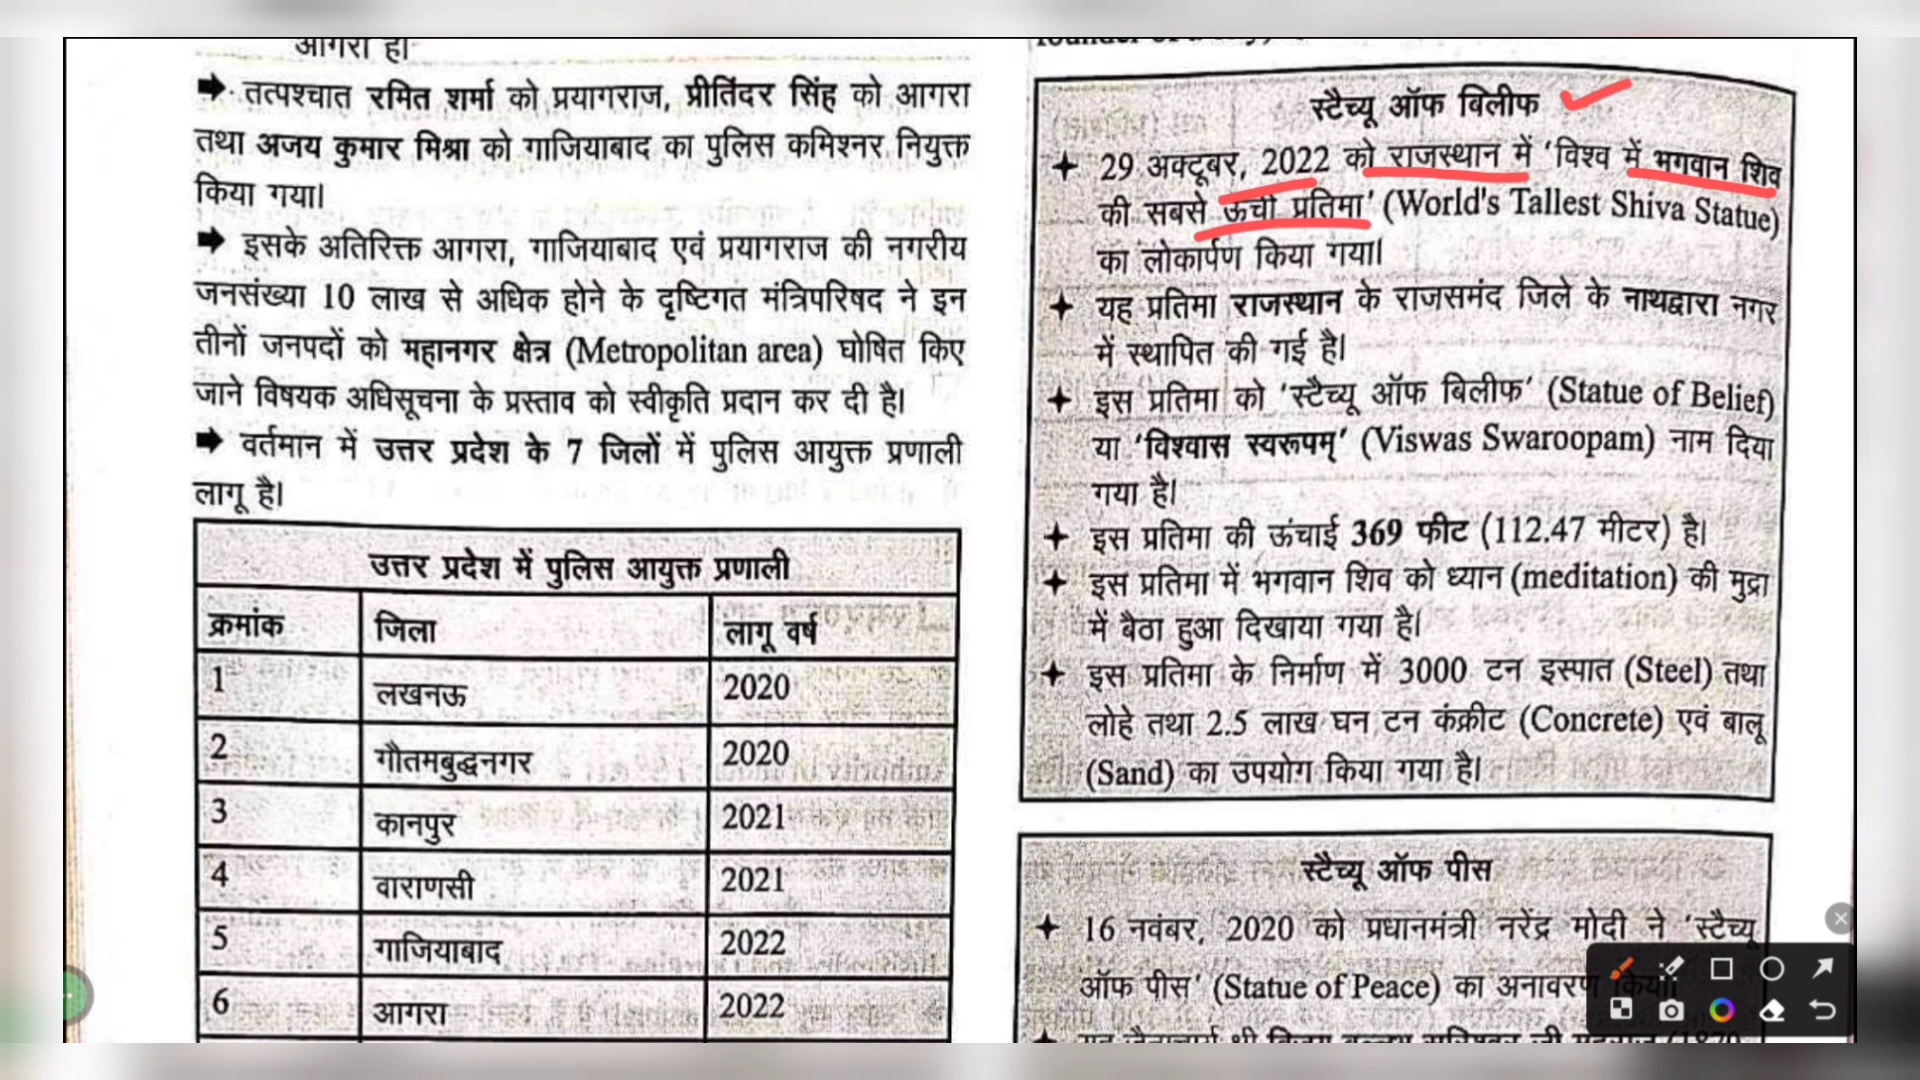 आगरा है।
➡ तत्पश्चात रमित शर्मा को प्रयागराज, प्रीतिंदर सिंह को आगरा
तथा अजय कुमार मिश्रा को गाजियाबाद का पुलिस कमिश्नर नियुक्त
किया गया।
➡ इसके अतिरिक्त आगरा, गाजियाबाद एवं प्रयागराज की नगरीय
जनसंख्या 10 लाख से अधिक होने के दृष्टिगत मंत्रिपरिषद ने इन
तीनों जनपदों को महानगर क्षेत्र (Metropolitan area) घोषित किए
जाने विषयक अधिसूचना के प्रस्ताव को स्वीकृति प्रदान कर दी है।
➡ वर्तमान में उत्तर प्रदेश के 7 जिलों में पुलिस आयुक्त प्रणाली
लागू है।
उत्तर प्रदेश में पुलिस आयुक्त प्रणाली
क्रमांक जिला लागू वर्ष
1 लखनऊ 2020
2 गौतमबुद्धनगर 2020
3 कानपुर 2021
4 वाराणसी 2021
5 गाजियाबाद 2022
6 आगरा 2022
स्टैच्यू ऑफ बिलीफ
29 अक्टूबर, 2022 को राजस्थान में 'विश्व में भगवान शिव
की सबसे ऊंची प्रतिमा' (World's Tallest Shiva Statue)
का लोकार्पण किया गया।
यह प्रतिमा राजस्थान के राजसमंद जिले के नाथद्वारा नगर
में स्थापित की गई है।
इस प्रतिमा को 'स्टैच्यू ऑफ बिलीफ' (Statue of Belief)
या 'विश्वास स्वरूपम्' (Viswas Swaroopam) नाम दिया
गया है।
इस प्रतिमा की ऊंचाई 369 फीट (112.47 मीटर) है।
इस प्रतिमा में भगवान शिव को ध्यान (meditation) की मुद्रा
में बैठा हुआ दिखाया गया है।
इस प्रतिमा के निर्माण में 3000 टन इस्पात (Steel) तथा
लोहे तथा 2.5 लाख घन टन कंक्रीट (Concrete) एवं बालू
(Sand) का उपयोग किया गया है।
स्टैच्यू ऑफ पीस
16 नवंबर, 2020 को प्रधानमंत्री नरेंद्र मोदी ने 'स्टैच्यू
ऑफ पीस' (Statue of Peace) का अनावरण किया।